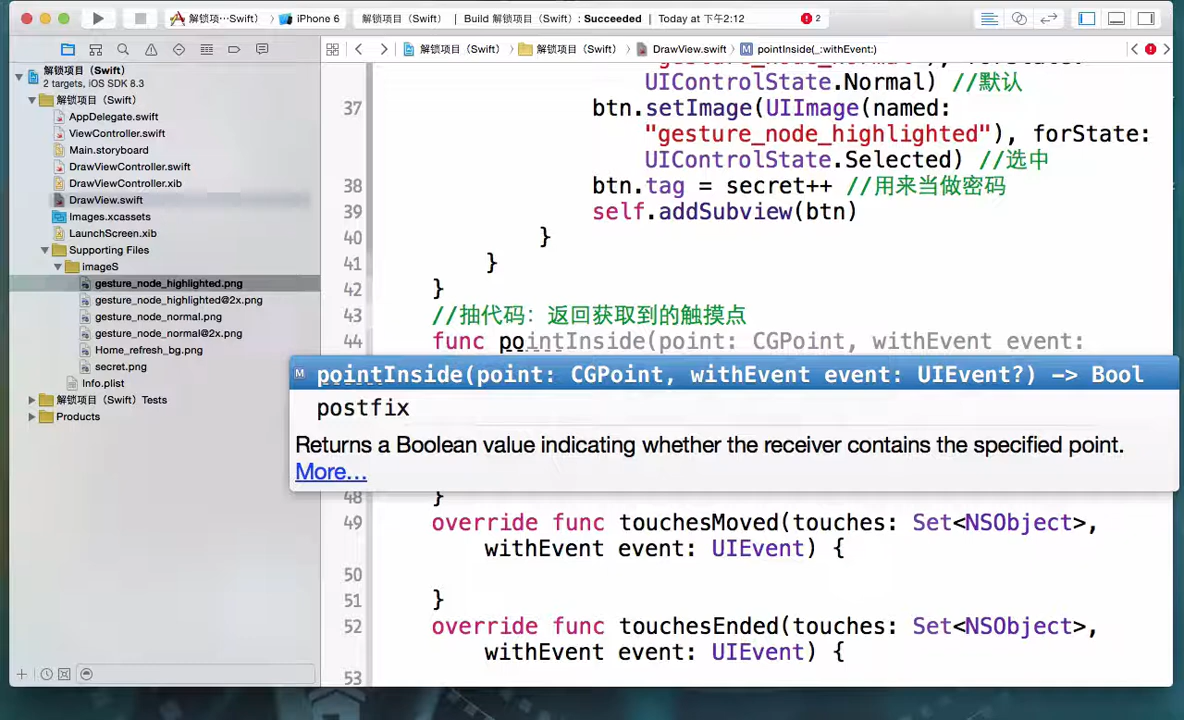 解锁项···(Swift)
iPhone 6
解锁项目(Swift)
Build 解锁项目(Swift): Succeeded
Today at 下午2:12
2
解锁项目(Swift)
解锁项目(Swift)
DrawView.swift
M
pointInside(_:withEvent:)
解锁项目(Swift)
2 targets, iOS SDK 8.3
解锁项目(Swift)
AppDelegate.swift
ViewController.swift
Main.storyboard
DrawViewController.swift
DrawViewController.xib
DrawView.swift
Images.xcassets
LaunchScreen.xib
Supporting Files
imageS
gesture_node_highlighted.png
gesture_node_highlighted@2x.png
gesture_node_normal.png
gesture_node_normal@2x.png
Home_refresh_bg.png
secret.png
Info.plist
解锁项目(Swift) Tests
Products
"gesture_node_normal"), forState:
UIControlState.Normal) //默认
37 btn.setImage(UIImage(named:
"gesture_node_highlighted"), forState:
UIControlState.Selected) //选中
38 btn.tag = secret++ //用来当做密码
39 self.addSubview(btn)
40 }
41 }
42 }
43 //抽代码：返回获取到的触摸点
44 func pointInside(point: CGPoint, withEvent event:
M pointInside(point: CGPoint, withEvent event: UIEvent?) -> Bool
postfix
Returns a Boolean value indicating whether the receiver contains the specified point.
More...
48 }
49 override func touchesMoved(touches: Set<NSObject>,
withEvent event: UIEvent) {
50
51 }
52 override func touchesEnded(touches: Set<NSObject>,
withEvent event: UIEvent) {
53